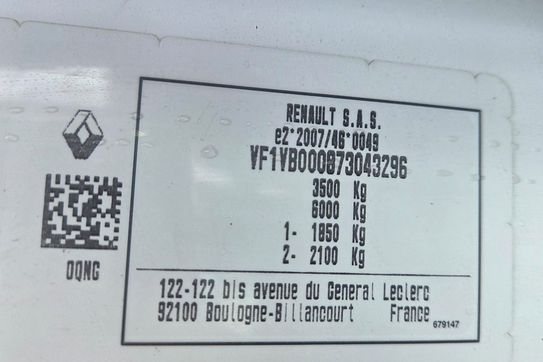 RENAULT S.A.S.
e2*2007/46*0049
VF1VB000873043296
3500 Kg
6000 Kg
1- 1850 Kg
2- 2100 Kg
OQNG
122-122 bis avenue du General Leclerc
92100 Boulogne-Billancourt France
679147